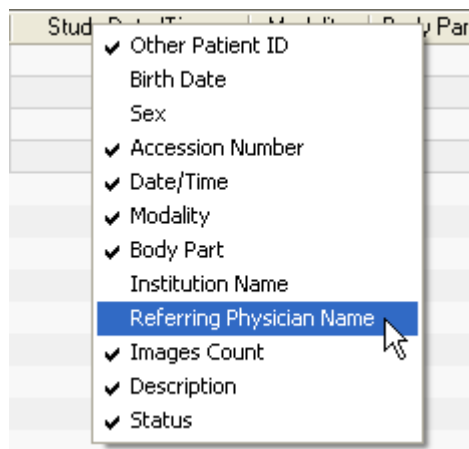 Stud
Other Patient ID
Birth Date
Sex
Accession Number
Date/Time
Modality
Body Part
Institution Name
Referring Physician Name
Images Count
Description
Status